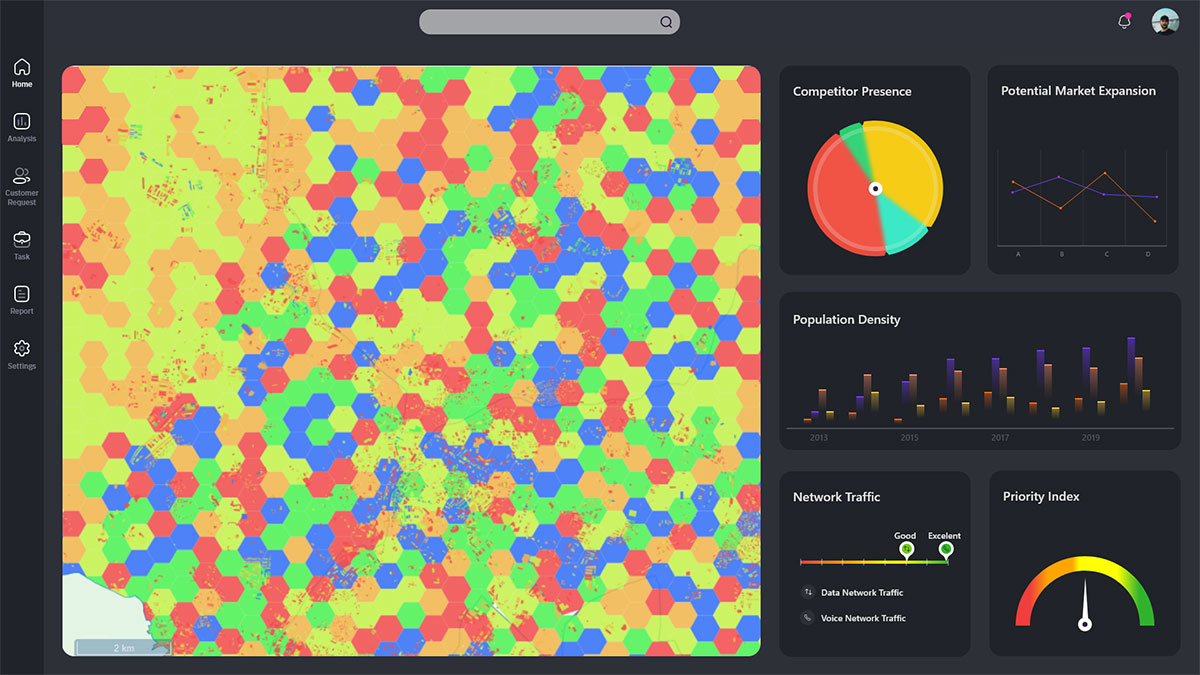 Home
Analysis
Customer
Request
Task
Report
Settings
2 km
Competitor Presence
Potential Market Expansion
A B C D
Population Density
2013 2015 2017 2019
Network Traffic
Good Excelent
Data Network Traffic
Voice Network Traffic
Priority Index